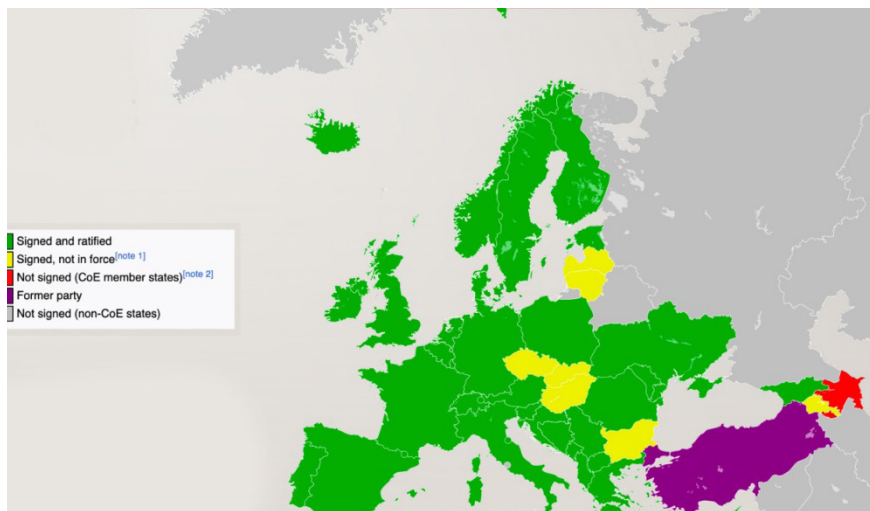 Signed and ratified
Signed, not in force[note 1]
Not signed (CoE member states)[note 2]
Former party
Not signed (non-CoE states)